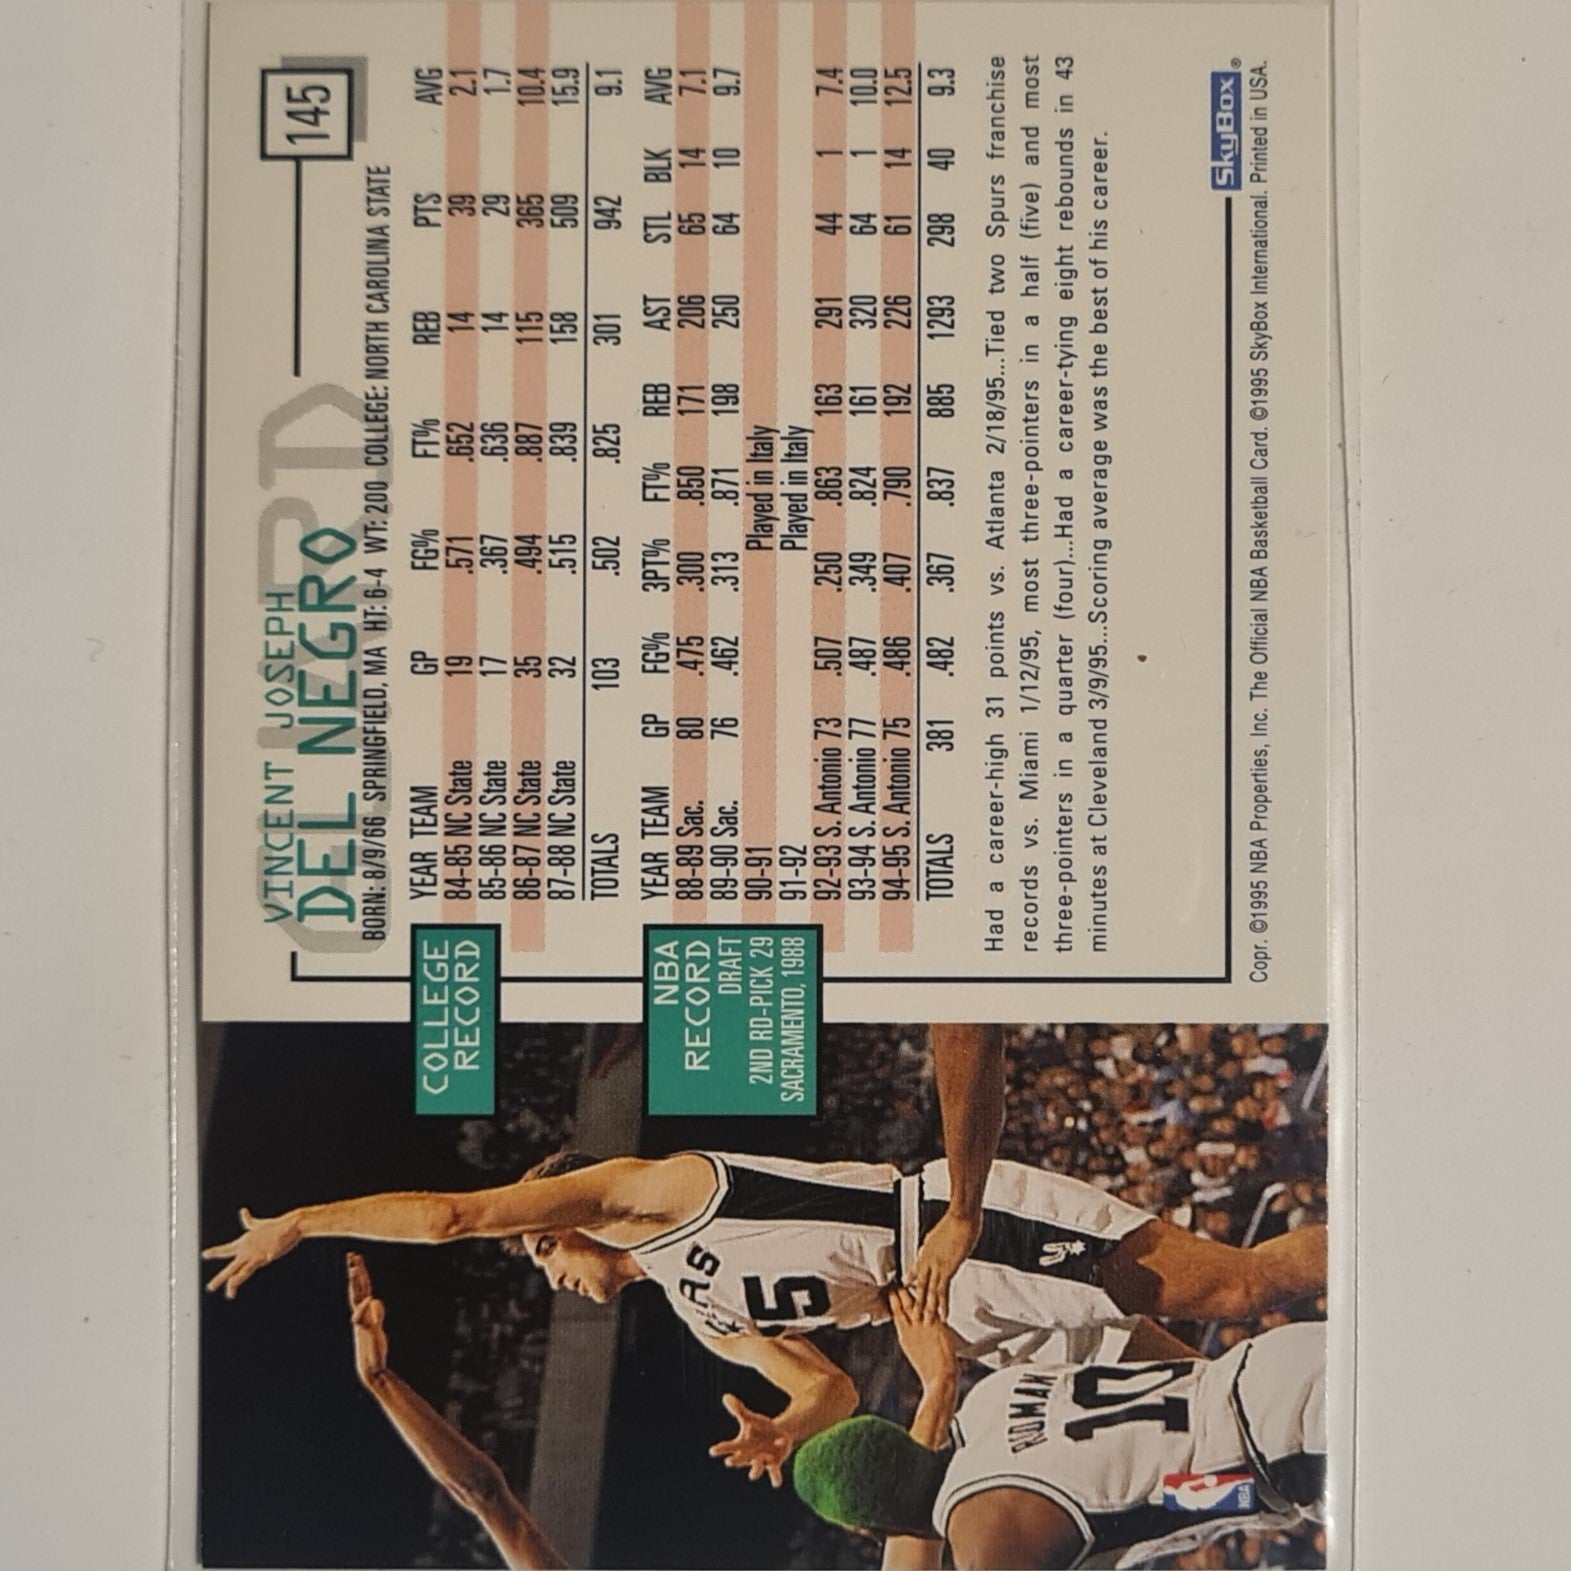 145
VINCENT JOSEPH
DEL NEGRO
BORN: 8/9/66 SPRINGFIELD, MA HT: 6-4 WT: 200 COLLEGE: NORTH CAROLINA STATE
COLLEGE
RECORD
YEAR TEAM GP FG% FT% REB PTS AVG
84-85 NC State 19 .571 .652 14 39 2.1
85-86 NC State 17 .367 .636 14 29 1.7
86-87 NC State 35 .494 .887 115 365 10.4
87-88 NC State 32 .515 .839 158 509 15.9
TOTALS 103 .502 .825 301 942 9.1
NBA
RECORD
DRAFT
2ND RD-PICK 29
SACRAMENTO, 1988
YEAR TEAM GP FG% 3PT% FT% REB AST STL BLK AVG
88-89 Sac. 80 .475 .300 .850 171 206 65 14 7.1
89-90 Sac. 76 .462 .313 .871 198 250 64 10 9.7
90-91 Played in Italy
91-92 Played in Italy
92-93 S. Antonio 73 .507 .250 .863 163 291 44 1 7.4
93-94 S. Antonio 77 .487 .349 .824 161 320 64 1 10.0
94-95 S. Antonio 75 .486 .407 .790 192 226 61 14 12.5
TOTALS 381 .482 .367 .837 885 1293 298 40 9.3
Had a career-high 31 points vs. Atlanta 2/18/95...Tied two Spurs franchise
records vs. Miami 1/12/95, most three-pointers in a half (five) and most
three-pointers in a quarter (four)...Had a career-tying eight rebounds in 43
minutes at Cleveland 3/9/95...Scoring average was the best of his career.
SkyBox®
Copr. ©1995 NBA Properties, Inc. The Official NBA Basketball Card. ©1995 SkyBox International. Printed in USA.
RODMAN
10
15
NBA